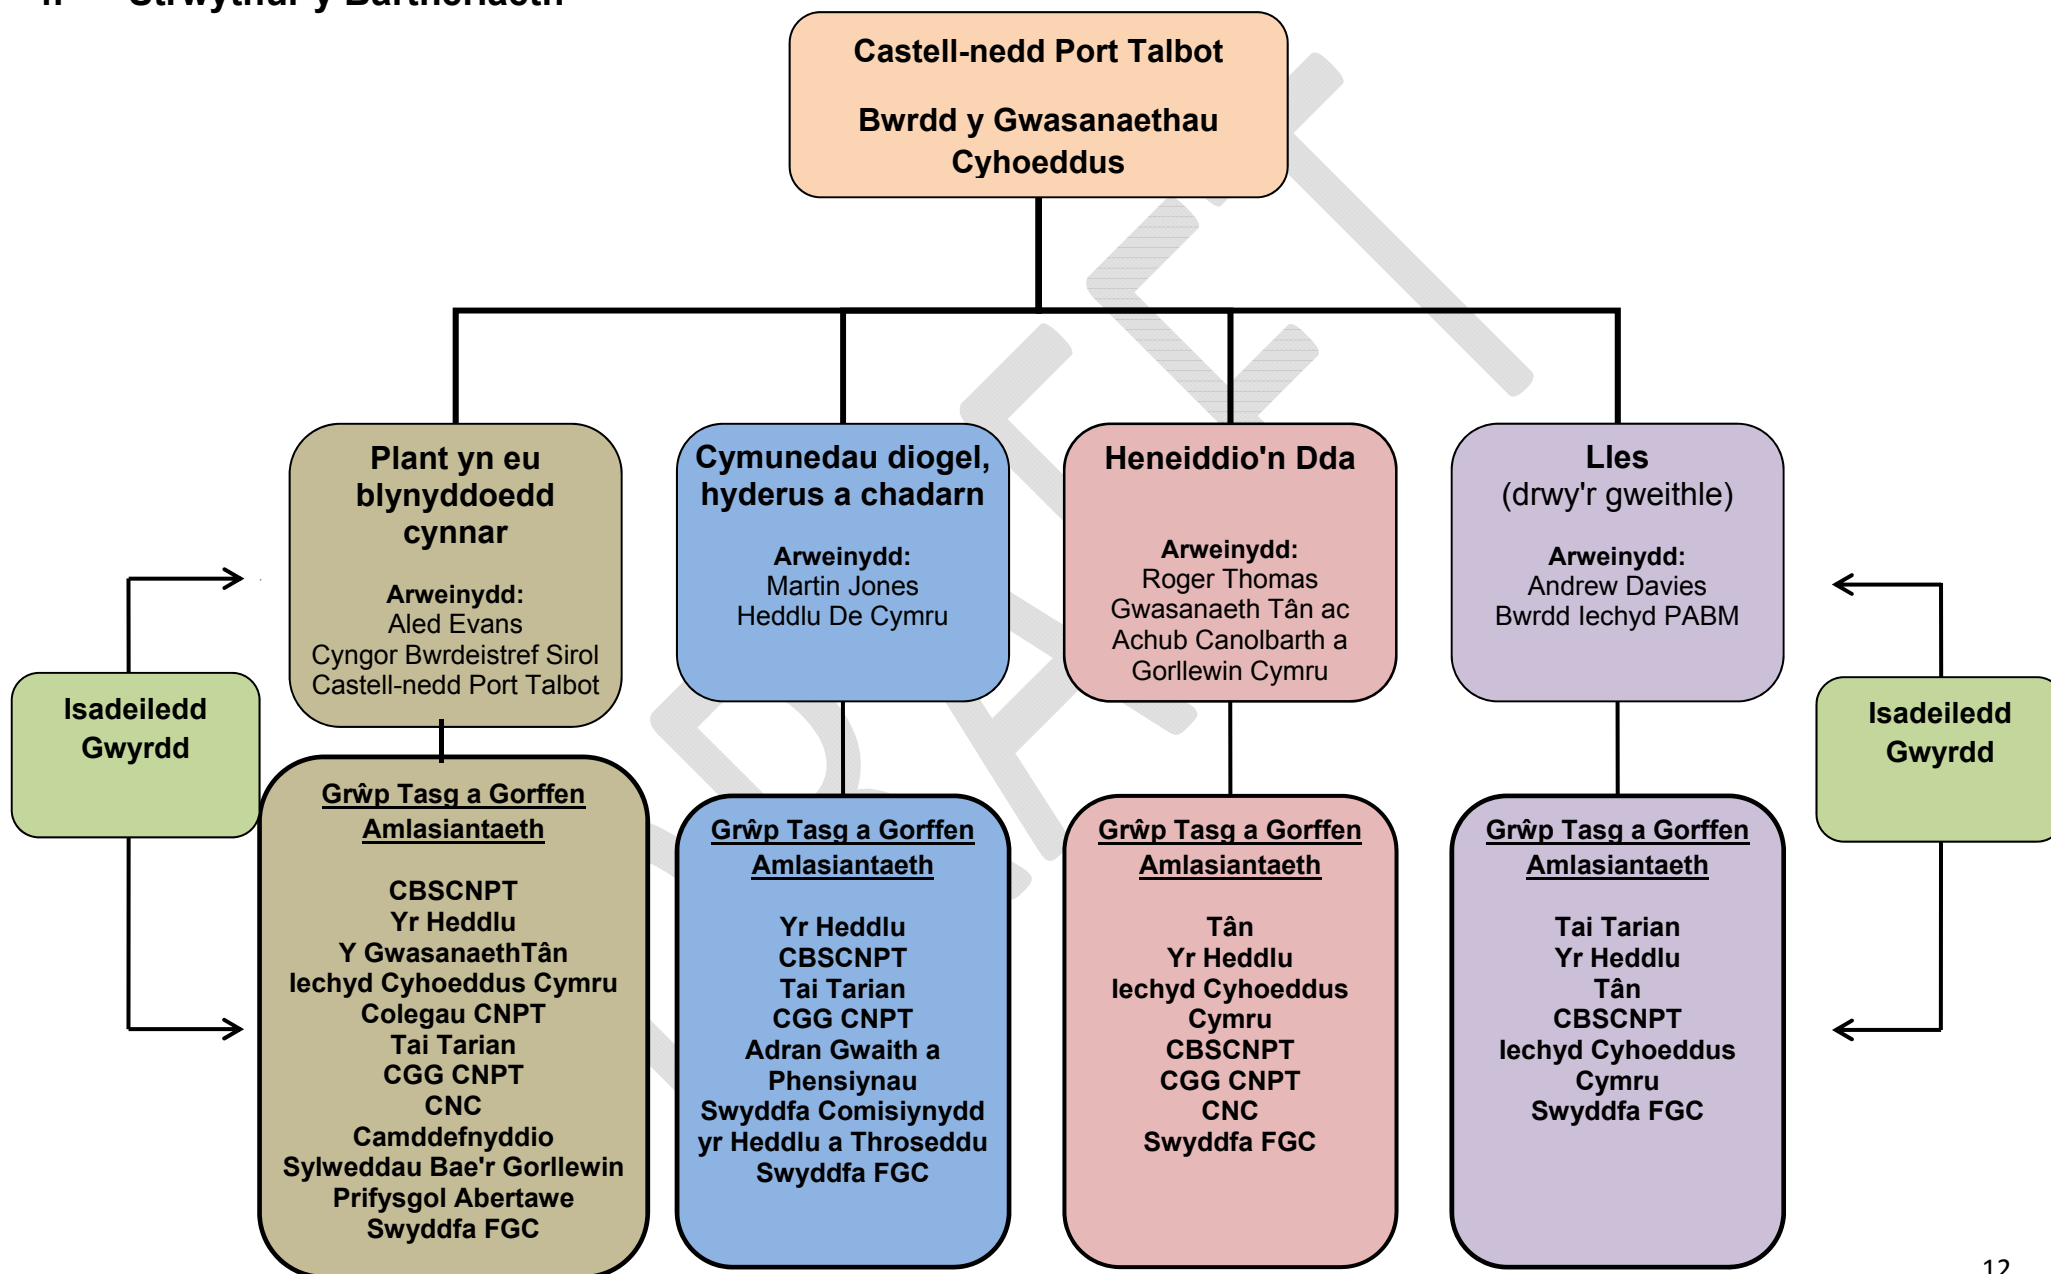 Strwythur y Bartneriaeth
Castell-nedd Port Talbot
Bwrdd y Gwasanaethau
Cyhoeddus
Plant yn eu
blynyddoedd
cynnar
Arweinydd:
Aled Evans
Cyngor Bwrdeistref Sirol
Castell-nedd Port Talbot
Cymunedau diogel,
hyderus a chadarn
Arweinydd:
Martin Jones
Heddlu De Cymru
Heneiddio'n Dda
Arweinydd:
Roger Thomas
Gwasanaeth Tân ac
Achub Canolbarth a
Gorllewin Cymru
Lles
(drwy'r gweithle)
Arweinydd:
Andrew Davies
Bwrdd Iechyd PABM
Isadeiledd
Gwyrdd
Isadeiledd
Gwyrdd
Grŵp Tasg a Gorffen
Amlasiantaeth
CBSCNPT
Yr Heddlu
Y GwasanaethTân
Iechyd Cyhoeddus Cymru
Colegau CNPT
Tai Tarian
CGG CNPT
CNC
Camddefnyddio
Sylweddau Bae'r Gorllewin
Prifysgol Abertawe
Swyddfa FGC
Grŵp Tasg a Gorffen
Amlasiantaeth
Yr Heddlu
CBSCNPT
Tai Tarian
CGG CNPT
Adran Gwaith a
Phensiynau
Swyddfa Comisiynydd
yr Heddlu a Throseddu
Swyddfa FGC
Grŵp Tasg a Gorffen
Amlasiantaeth
Tân
Yr Heddlu
Iechyd Cyhoeddus
Cymru
CBSCNPT
CGG CNPT
CNC
Swyddfa FGC
Grŵp Tasg a Gorffen
Amlasiantaeth
Tai Tarian
Yr Heddlu
Tân
CBSCNPT
Iechyd Cyhoeddus
Cymru
Swyddfa FGC
DRAFT
12